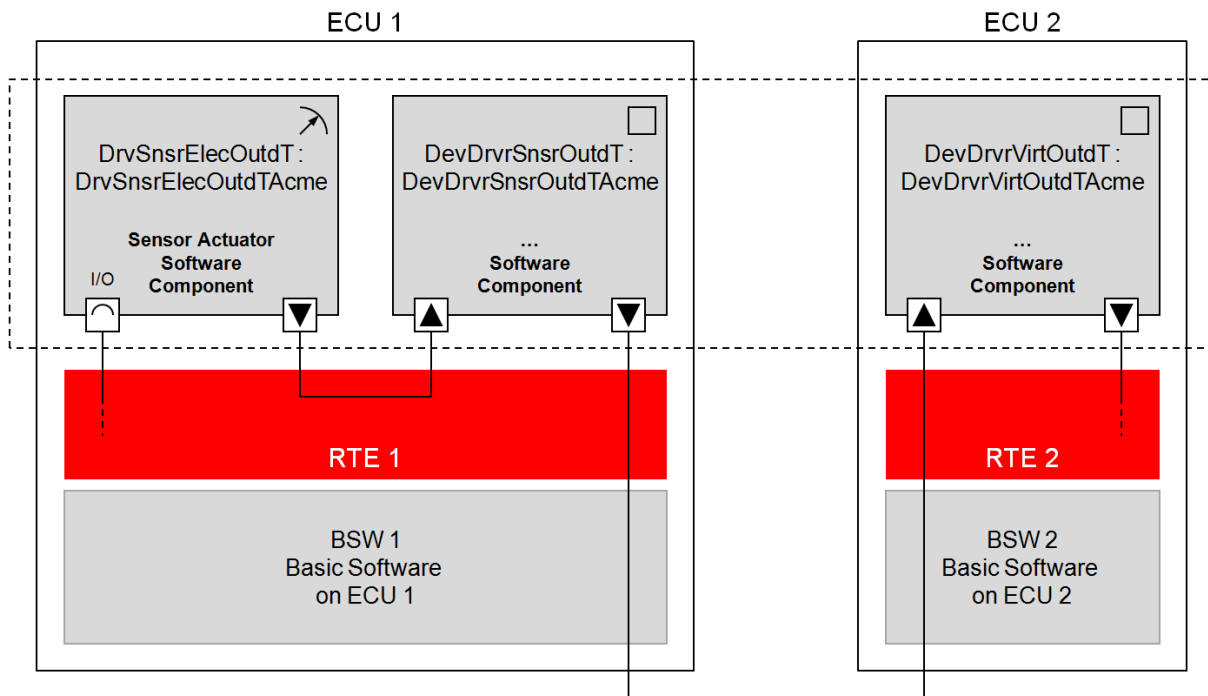 ECU 1
ECU 2
DrvSnsrElecOutdT :
DrvSnsrElecOutdTAcme
Sensor Actuator
Software
Component
I/O
DevDrvrSnsrOutdT :
DevDrvrSnsrOutdTAcme
...
Software
Component
DevDrvrVirtOutdT :
DevDrvrVirtOutdTAcme
...
Software
Component
RTE 1
RTE 2
BSW 1
Basic Software
on ECU 1
BSW 2
Basic Software
on ECU 2